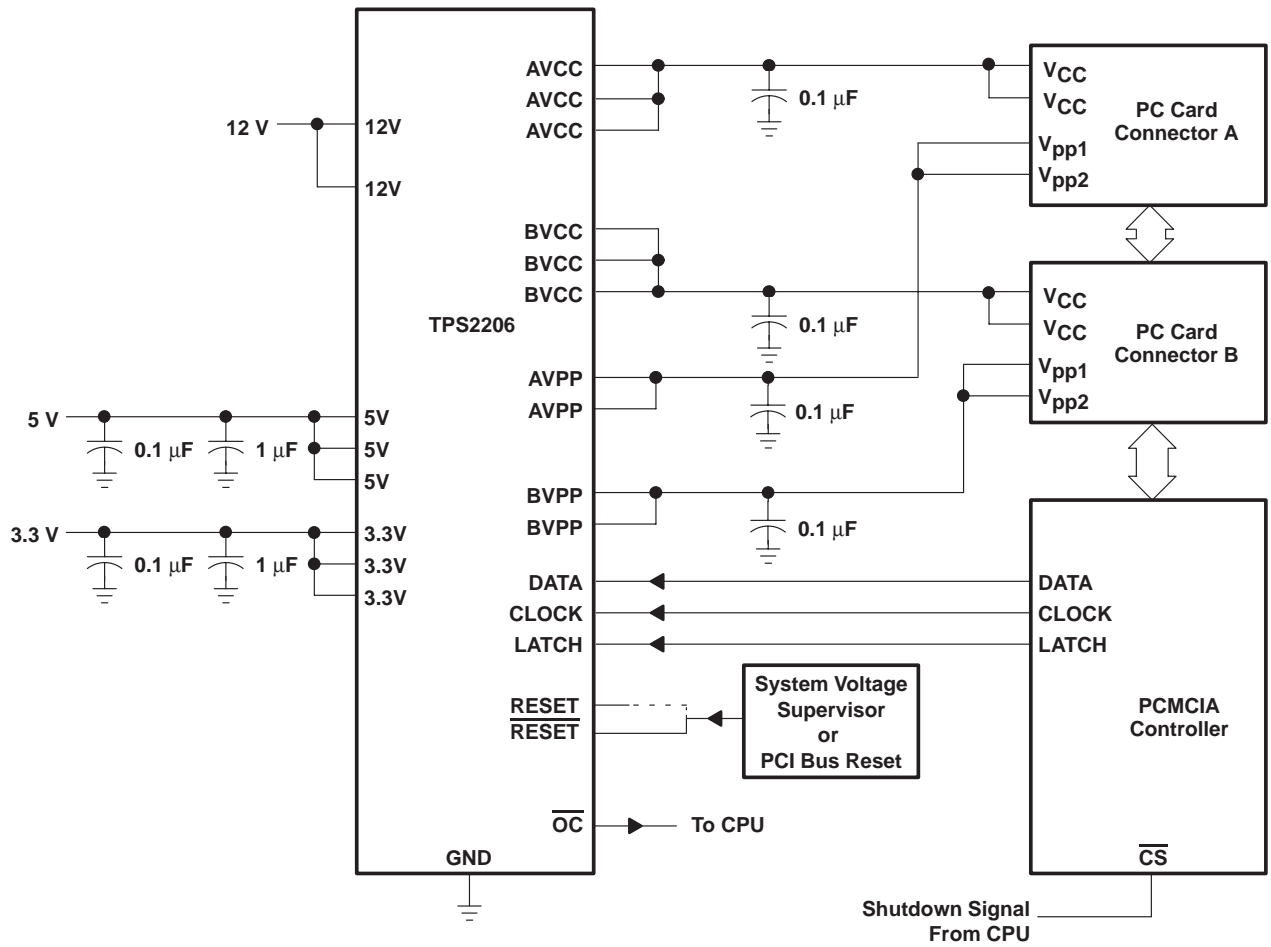 12 V
12V
12V
5 V
0.1 μF
1 μF
5V
5V
5V
3.3 V
0.1 μF
1 μF
3.3V
3.3V
3.3V
TPS2206
AVCC
AVCC
AVCC
BVCC
BVCC
BVCC
AVPP
AVPP
BVPP
BVPP
DATA
CLOCK
LATCH
RESET
RESET
OC
GND
0.1 μF
0.1 μF
0.1 μF
0.1 μF
To CPU
System Voltage
Supervisor
or
PCI Bus Reset
VCC
VCC
Vpp1
Vpp2
PC Card
Connector A
VCC
VCC
Vpp1
Vpp2
PC Card
Connector B
DATA
CLOCK
LATCH
PCMCIA
Controller
CS
Shutdown Signal
From CPU